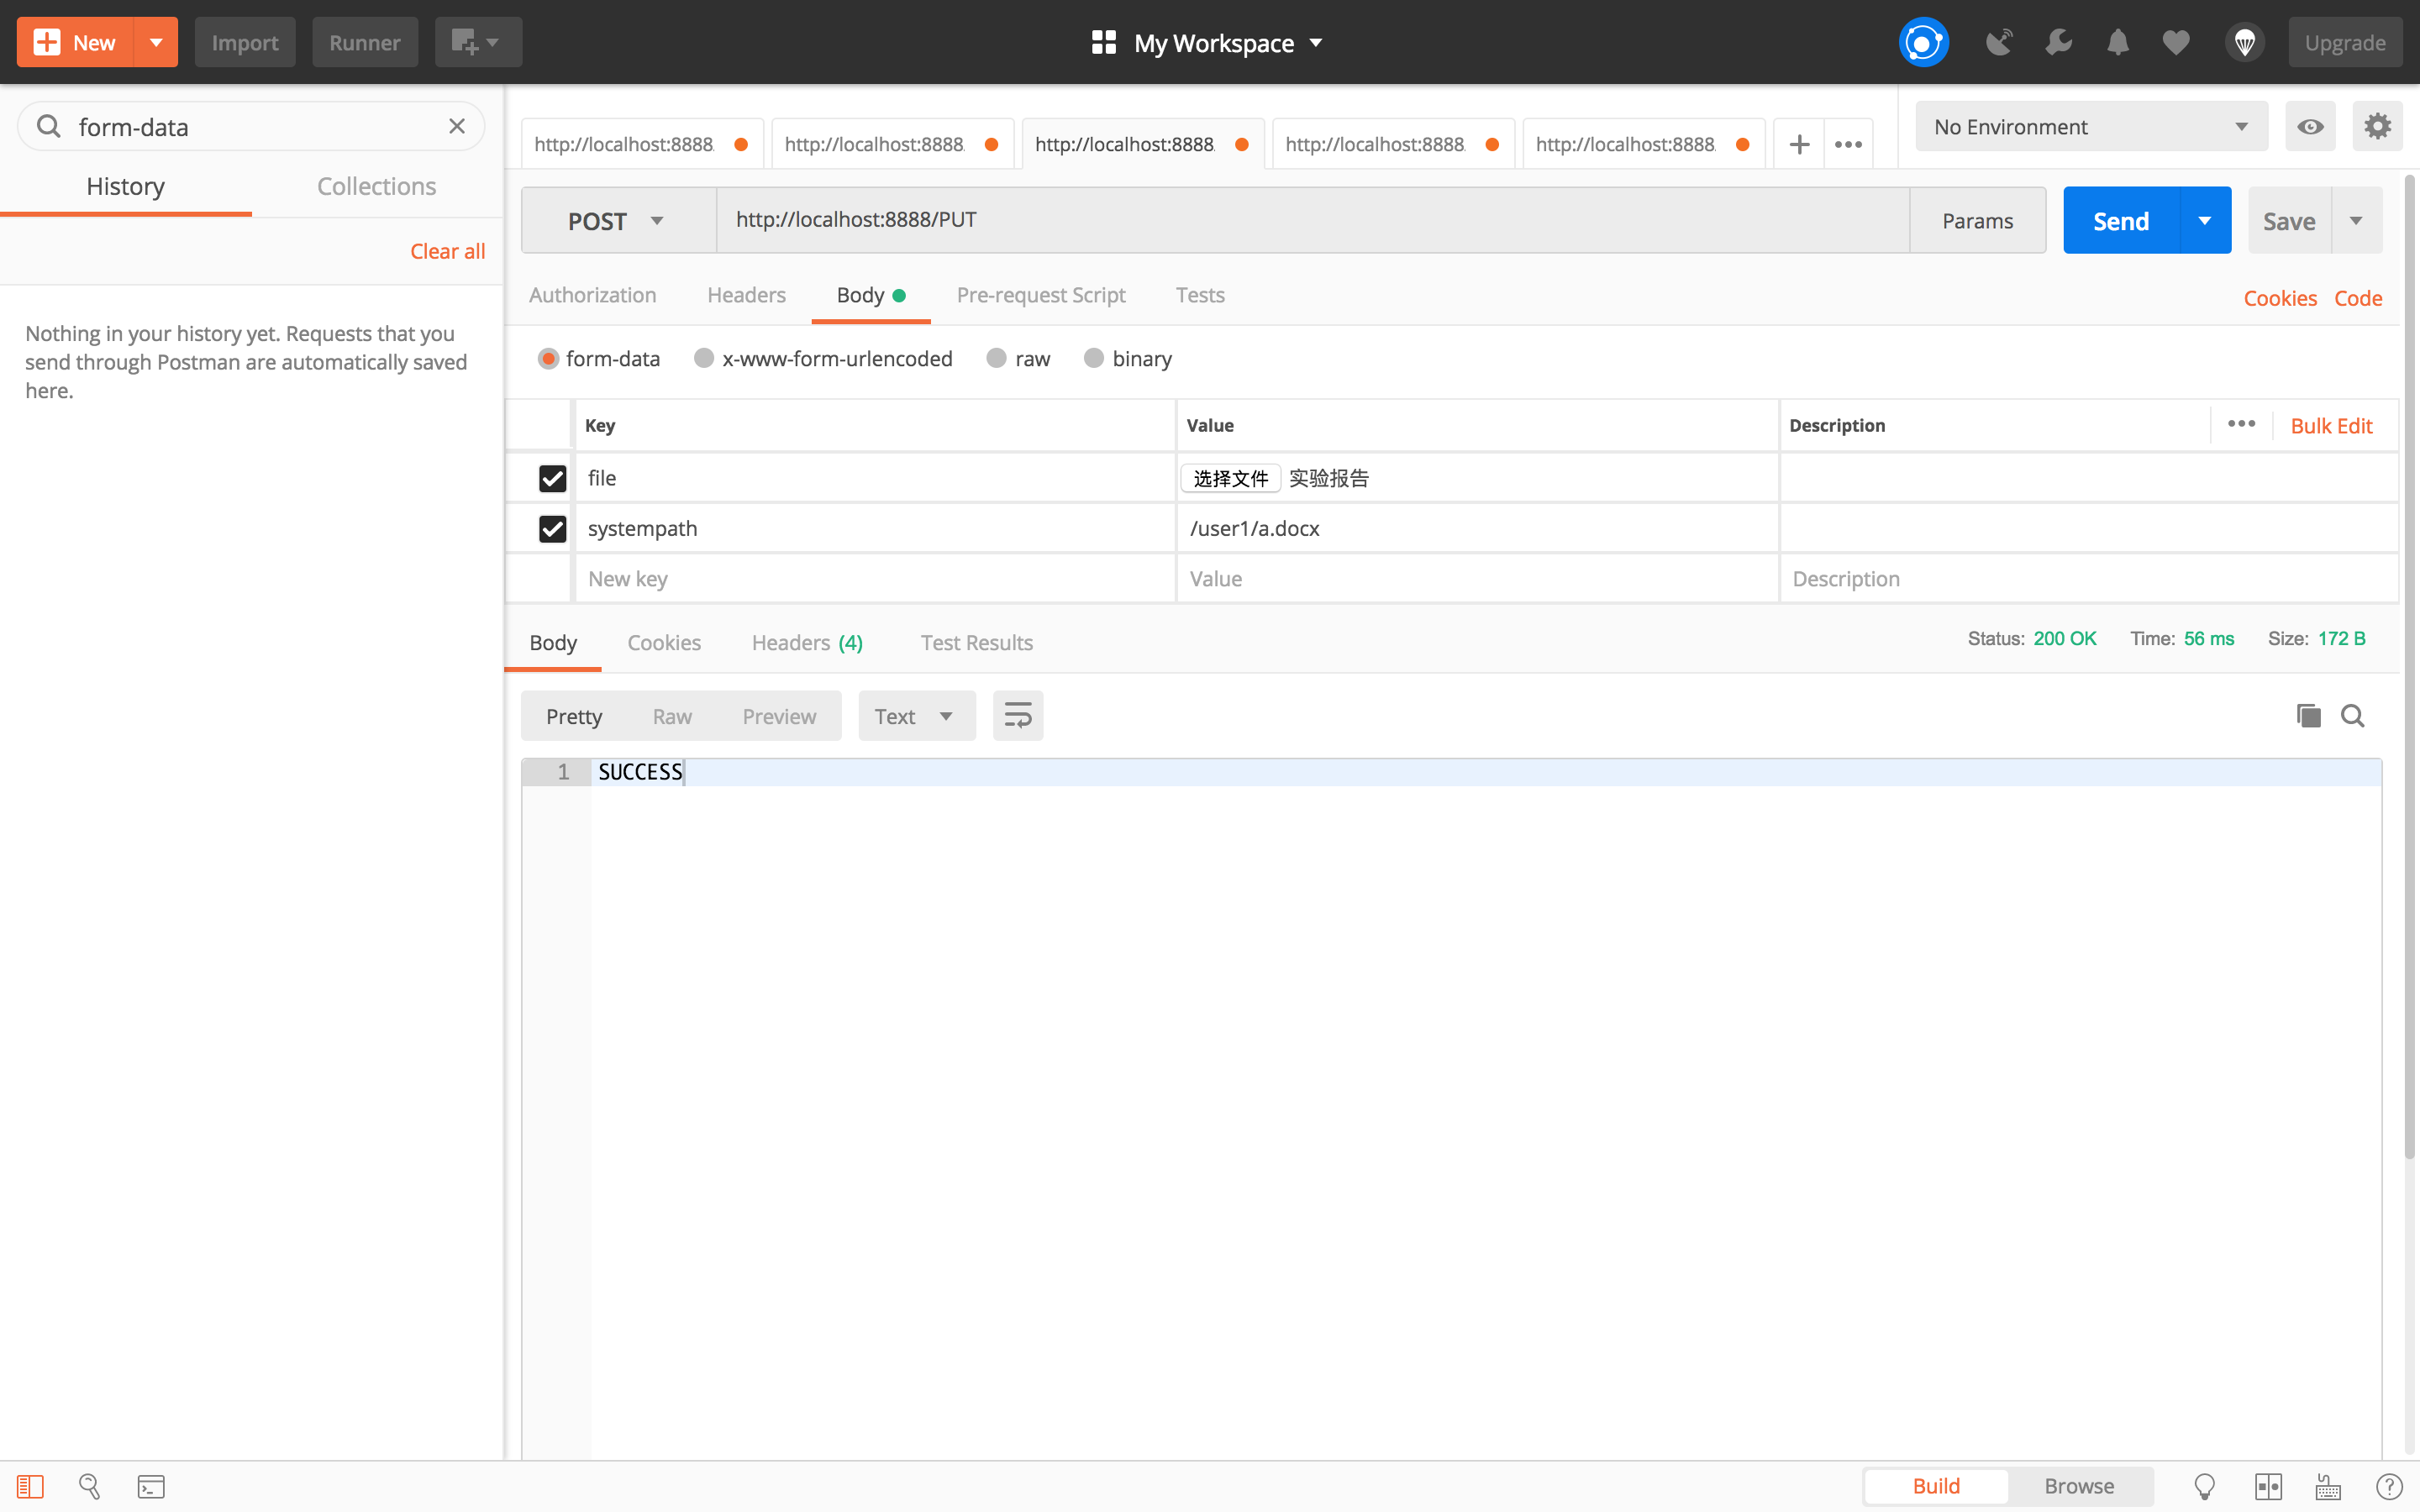 New
Import
Runner
My Workspace
Upgrade
form-data
History
Collections
Clear all
Nothing in your history yet. Requests that you
send through Postman are automatically saved
here.
http://localhost:8888
http://localhost:8888
http://localhost:8888
http://localhost:8888
http://localhost:8888
No Environment
POST
http://localhost:8888/PUT
Params
Send
Save
Authorization
Headers
Body
Pre-request Script
Tests
Cookies
Code
form-data
x-www-form-urlencoded
raw
binary
Key
Value
Description
Bulk Edit
file
选择文件 实验报告
systempath
/user1/a.docx
New key
Value
Description
Body
Cookies
Headers (4)
Test Results
Status: 200 OK
Time: 56 ms
Size: 172 B
Pretty
Raw
Preview
Text
1 SUCCESS
Build
Browse